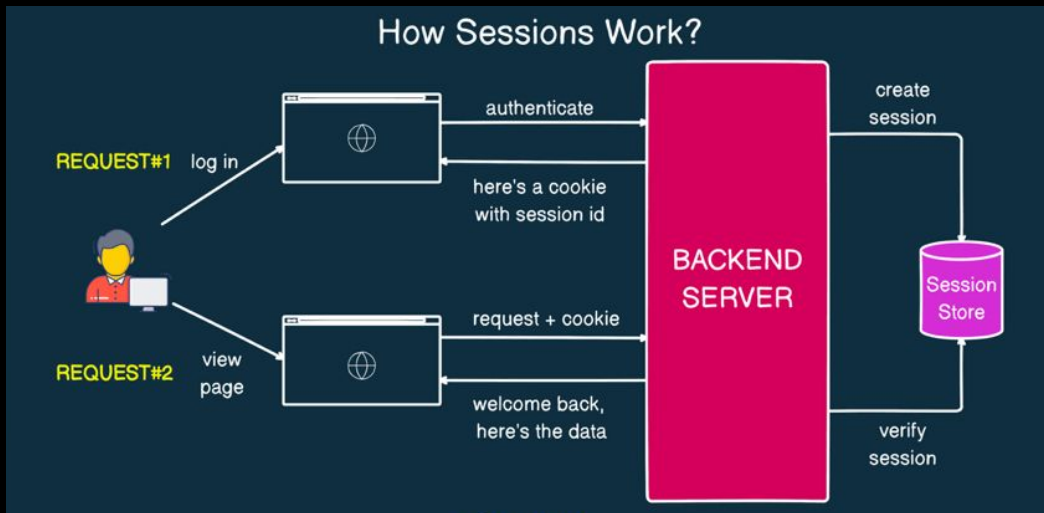 How Sessions Work?
REQUEST#1
log in
authenticate
here's a cookie
with session id
create
session
BACKEND
SERVER
Session
Store
REQUEST#2
view
page
request + cookie
welcome back,
here's the data
verify
session